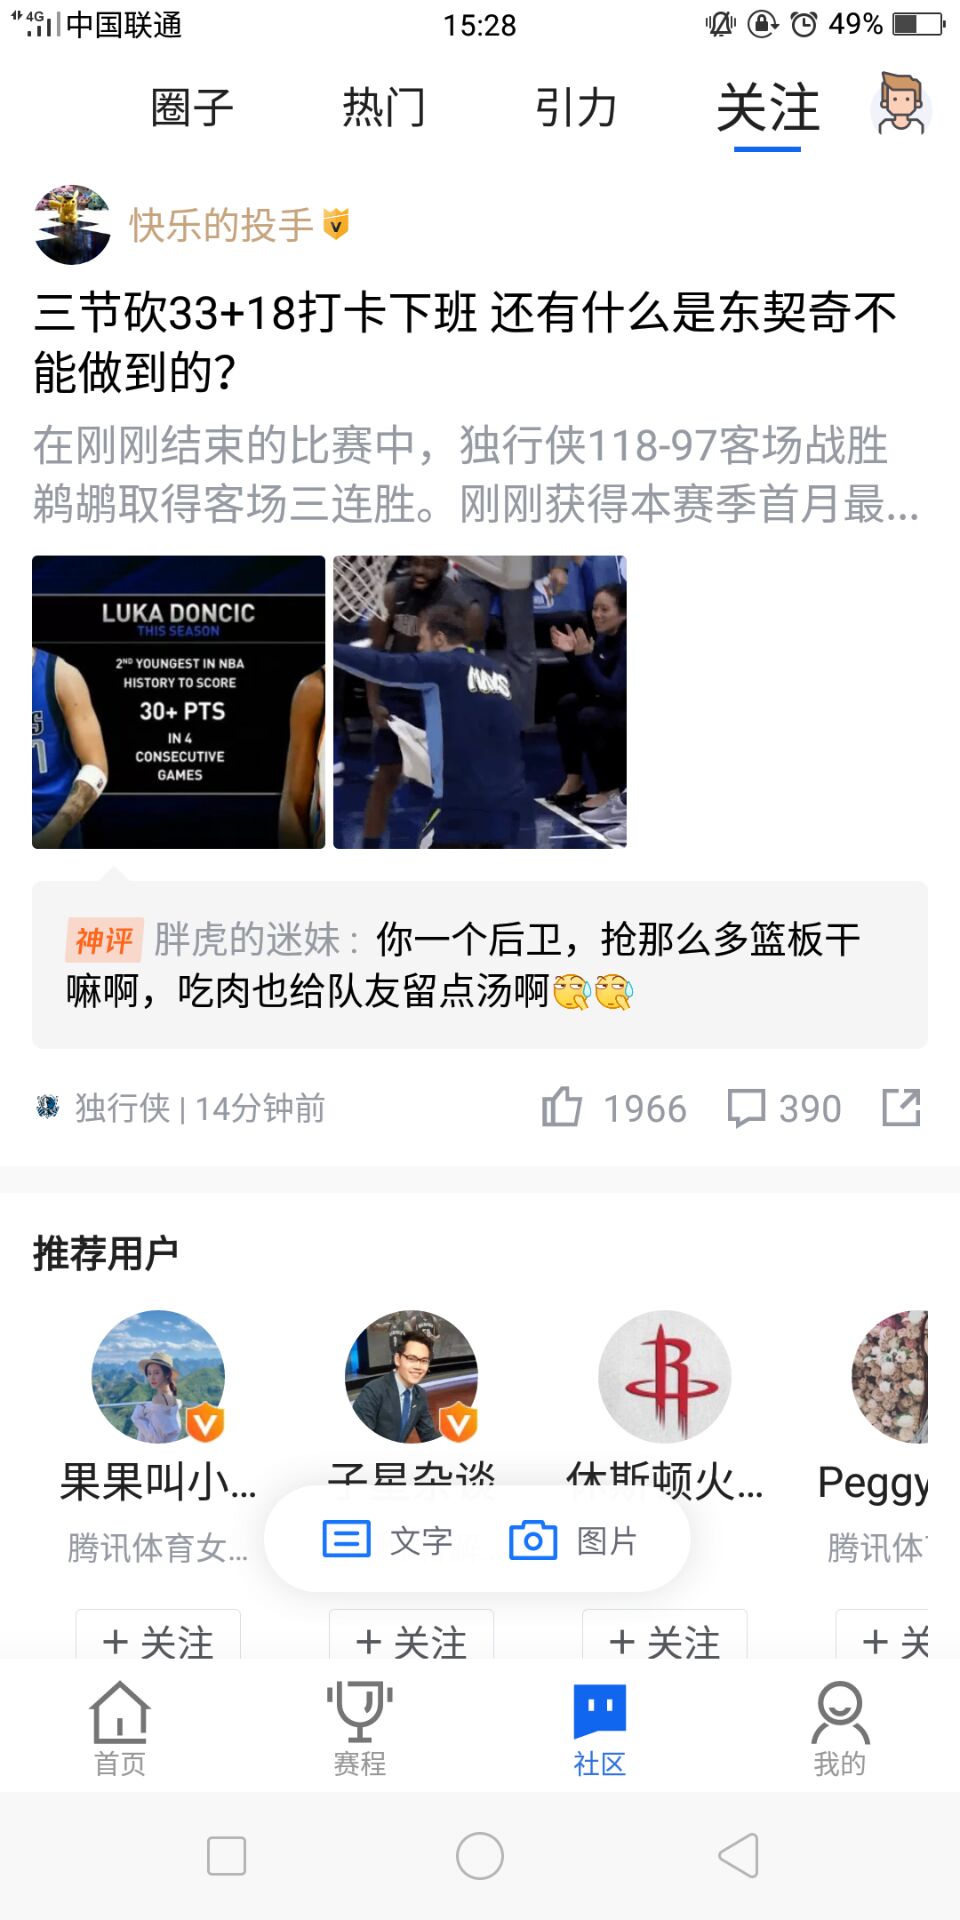 4G 中国联通 15:28 49%
圈子 热门 引力 关注
快乐的投手
三节砍33+18打卡下班 还有什么是东契奇不
能做到的？
在刚刚结束的比赛中，独行侠118-97客场战胜
鹈鹕取得客场三连胜。刚刚获得本赛季首月最...
LUKA DONCIC
THIS SEASON
2ND YOUNGEST IN NBA
HISTORY TO SCORE
30+ PTS
IN 4
CONSECUTIVE
GAMES
MAVS
神评 胖虎的迷妹：你一个后卫，抢那么多篮板干
嘛啊，吃肉也给队友留点汤啊
独行侠 | 14分钟前 1966 390
推荐用户
果果叫小... 子星杂谈 休斯顿火... Peggy
腾讯体育女... 腾讯体
文字 图片
+ 关注 + 关注 + 关注 + 关
首页 赛程 社区 我的